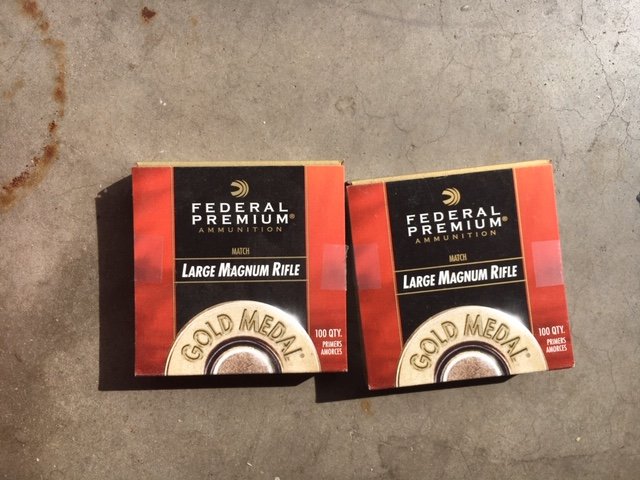 FEDERAL
PREMIUM®
AMMUNITION
MATCH
LARGE MAGNUM RIFLE
GOLD MEDAL®
100 QTY.
PRIMERS
AMORCES
FEDERAL
PREMIUM®
AMMUNITION
MATCH
LARGE MAGNUM RIFLE
GOLD MEDAL®
100 QTY.
PRIMERS
AMORCES